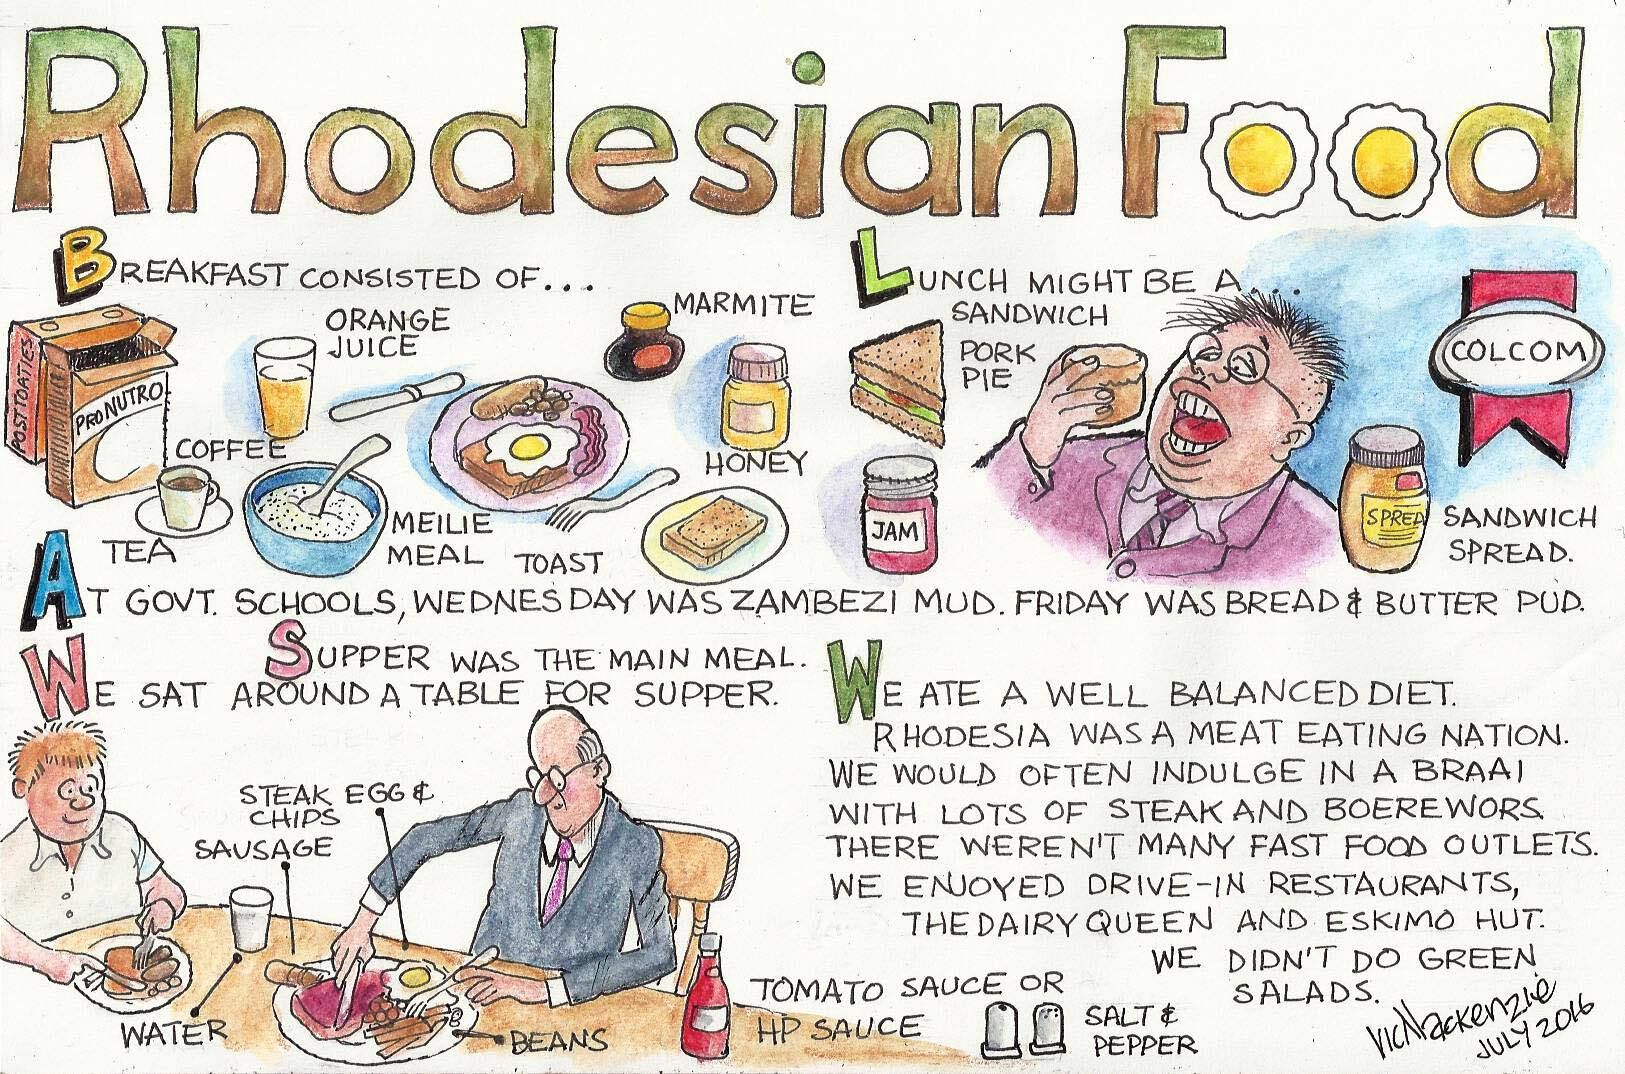 Rhodesian Food
BREAKFAST CONSISTED OF...
ORANGE
JUICE
MARMITE
POST TOASTIES
PRONUTRO
COFFEE
TEA
HONEY
MEILIE
MEAL
TOAST
LUNCH MIGHT BE A...
SANDWICH
PORK
PIE
COLCOM
JAM
SPREA
SANDWICH
SPREAD.
AT GOVT. SCHOOLS, WEDNESDAY WAS ZAMBEZI MUD. FRIDAY WAS BREAD & BUTTER PUD.
SUPPER WAS THE MAIN MEAL.
WE SAT AROUND A TABLE FOR SUPPER.
STEAK EGG &
CHIPS
SAUSAGE
WATER
BEANS
TOMATO SAUCE OR
HP SAUCE
SALT &
PEPPER
WE ATE A WELL BALANCED DIET.
RHODESIA WAS A MEAT EATING NATION.
WE WOULD OFTEN INDULGE IN A BRAAI
WITH LOTS OF STEAK AND BOEREWORS.
THERE WEREN'T MANY FAST FOOD OUTLETS.
WE ENJOYED DRIVE-IN RESTAURANTS,
THE DAIRY QUEEN AND ESKIMO HUT.
WE DIDN'T DO GREEN
SALADS.
Vic Mackenzie
JULY 2016